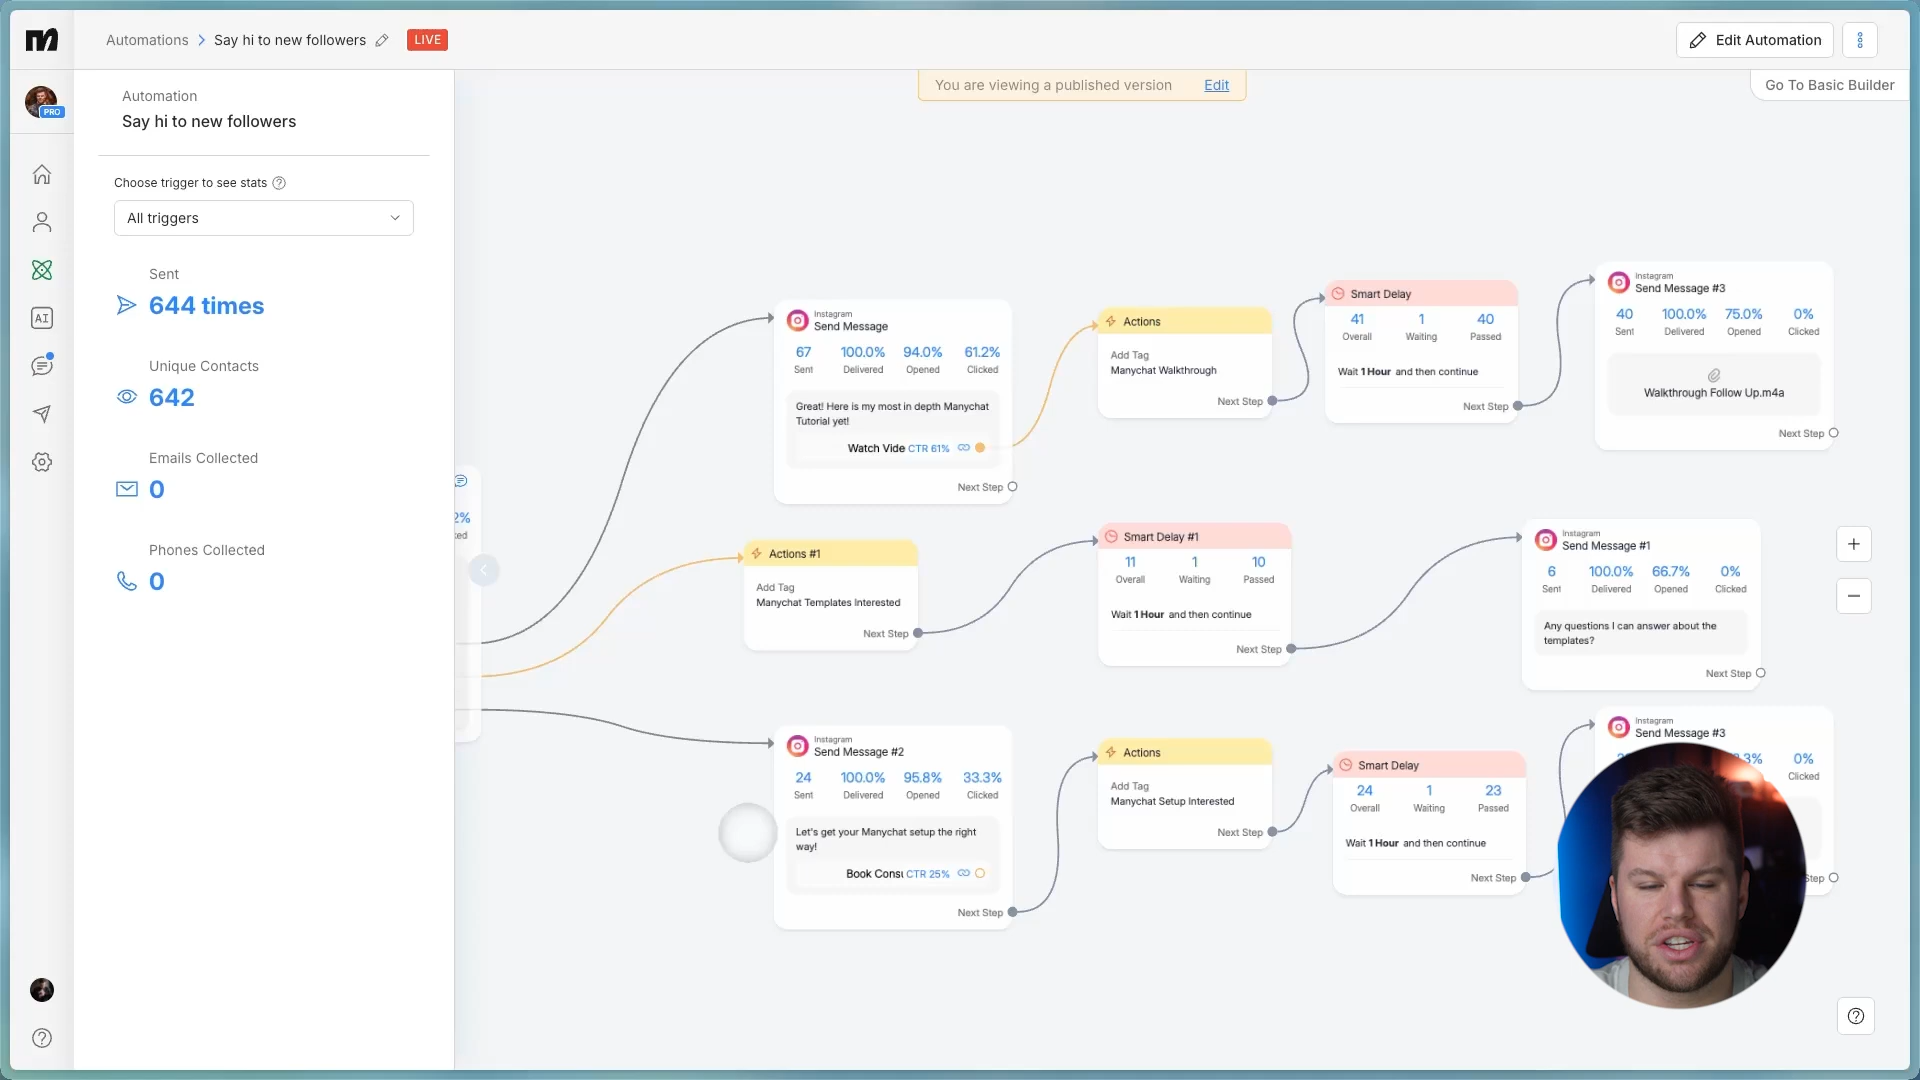 Automations
Say hi to new followers
LIVE
Edit Automation
You are viewing a published version
Edit
Go To Basic Builder
PRO
AI
Automation
Say hi to new followers
Choose trigger to see stats
All triggers
Sent
644 times
Unique Contacts
642
Emails Collected
0
Phones Collected
0
2%
ked
Instagram
Send Message
67
100.0%
94.0%
61.2%
Sent
Delivered
Opened
Clicked
Great! Here is my most in depth Manychat
Tutorial yet!
Watch Vide
CTR 61%
Next Step
Actions
Add Tag
Manychat Walkthrough
Next Step
Smart Delay
41
1
40
Overall
Waiting
Passed
Wait 1 Hour and then continue
Next Step
Instagram
Send Message #3
40
100.0%
75.0%
0%
Sent
Delivered
Opened
Clicked
Walkthrough Follow Up.m4a
Next Step
Actions #1
Add Tag
Manychat Templates Interested
Next Step
Smart Delay #1
11
1
10
Overall
Waiting
Passed
Wait 1 Hour and then continue
Next Step
Instagram
Send Message #1
6
100.0%
66.7%
0%
Sent
Delivered
Opened
Clicked
Any questions I can answer about the
templates?
Next Step
Instagram
Send Message #2
24
100.0%
95.8%
33.3%
Sent
Delivered
Opened
Clicked
Let's get your Manychat setup the right
way!
Book Consu
CTR 25%
Next Step
Actions
Add Tag
Manychat Setup Interested
Next Step
Smart Delay
24
1
23
Overall
Waiting
Passed
Wait 1 Hour and then continue
Next Step
Instagram
Send Message #3
3%
0%
Clicked
Step